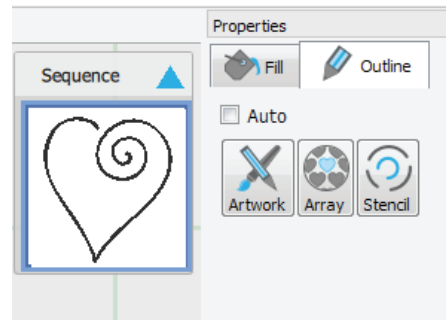 Properties
Sequence
Fill
Outline
Auto
Artwork
Array
Stencil